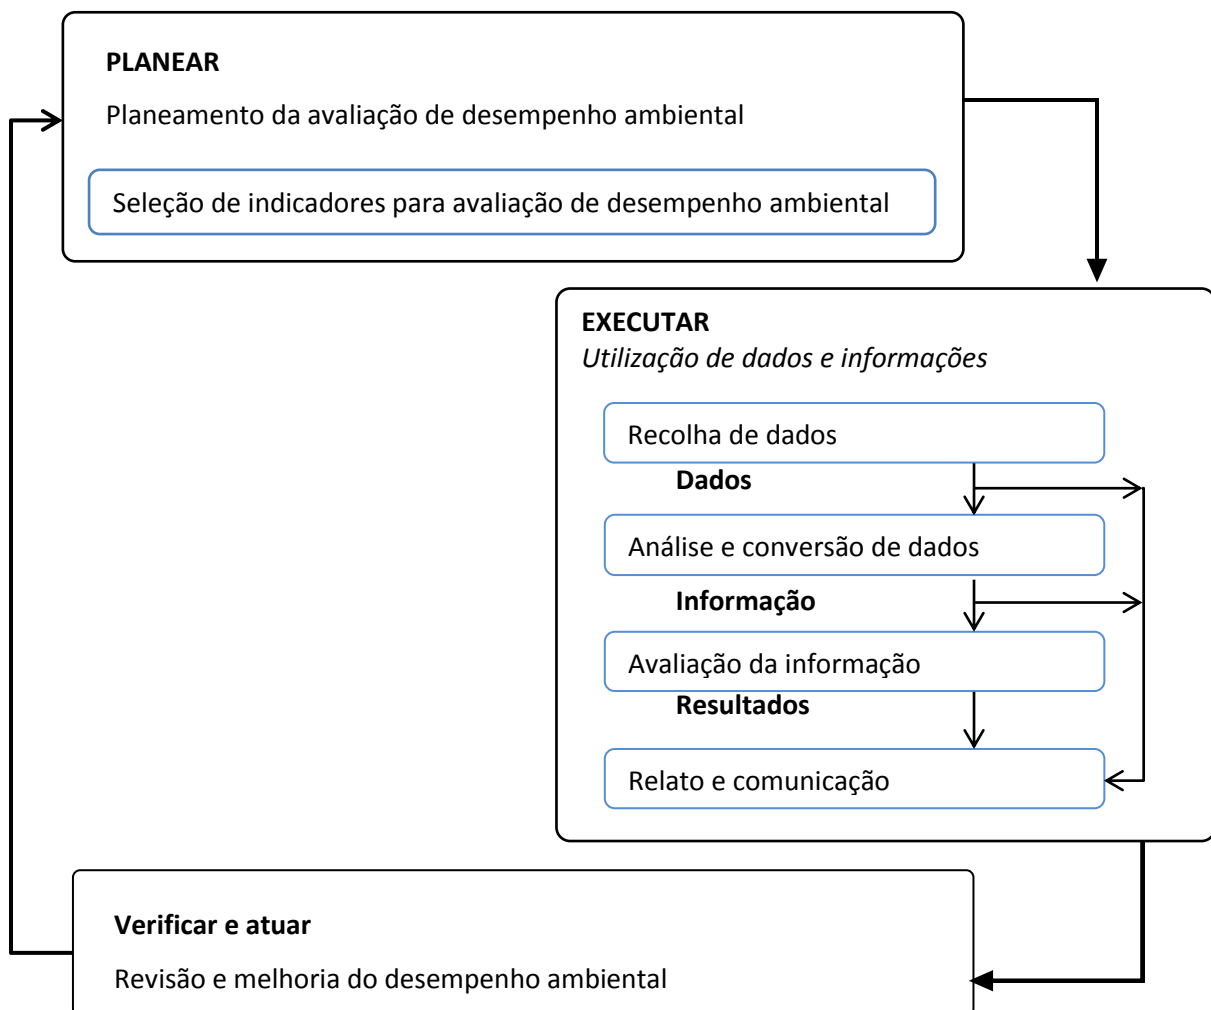 PLANEAR
Planeamento da avaliação de desempenho ambiental
Seleção de indicadores para avaliação de desempenho ambiental
EXECUTAR
Utilização de dados e informações
Recolha de dados
Dados
Análise e conversão de dados
Informação
Avaliação da informação
Resultados
Relato e comunicação
Verificar e atuar
Revisão e melhoria do desempenho ambiental